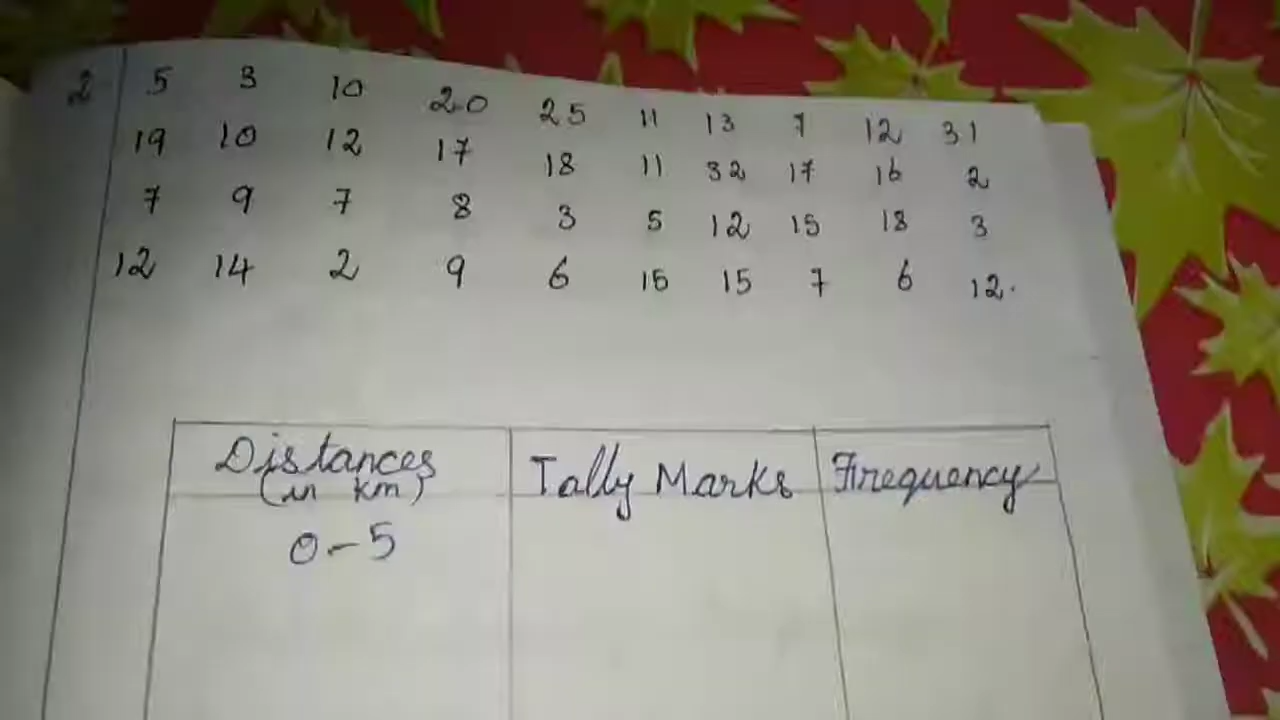 2 5 3 10 20 25 11 13 7 12 31
19 10 12 17 18 11 32 17 16 2
7 9 7 8 3 5 12 15 18 3
12 14 2 9 6 15 15 7 6 12.
Distances Tally Marks Frequency
(in km)
0-5